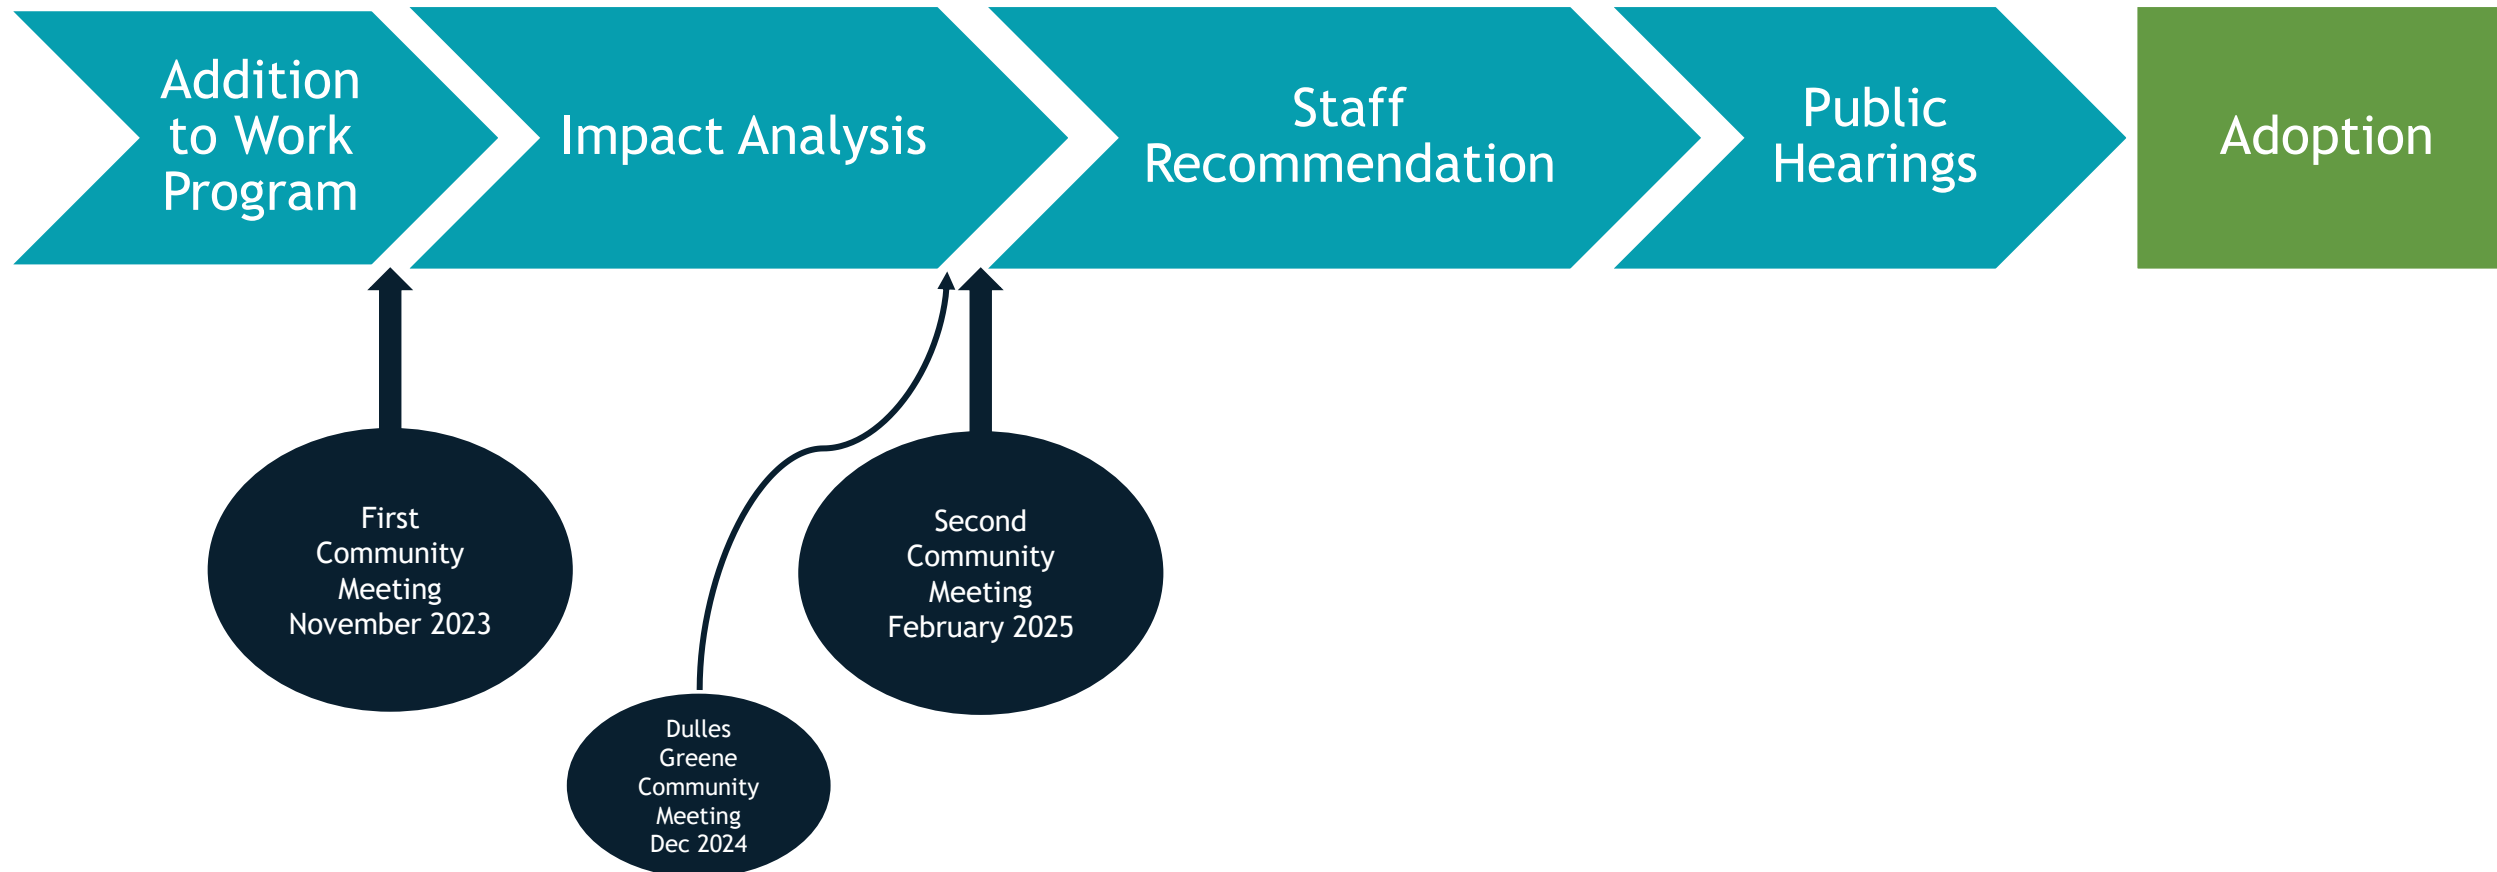 Addition
to Work
Program
Impact Analysis
Staff
Recommendation
Public
Hearings
Adoption
First
Community
Meeting
November 2023
Second
Community
Meeting
February 2025
Dulles
Greene
Community
Meeting
Dec 2024